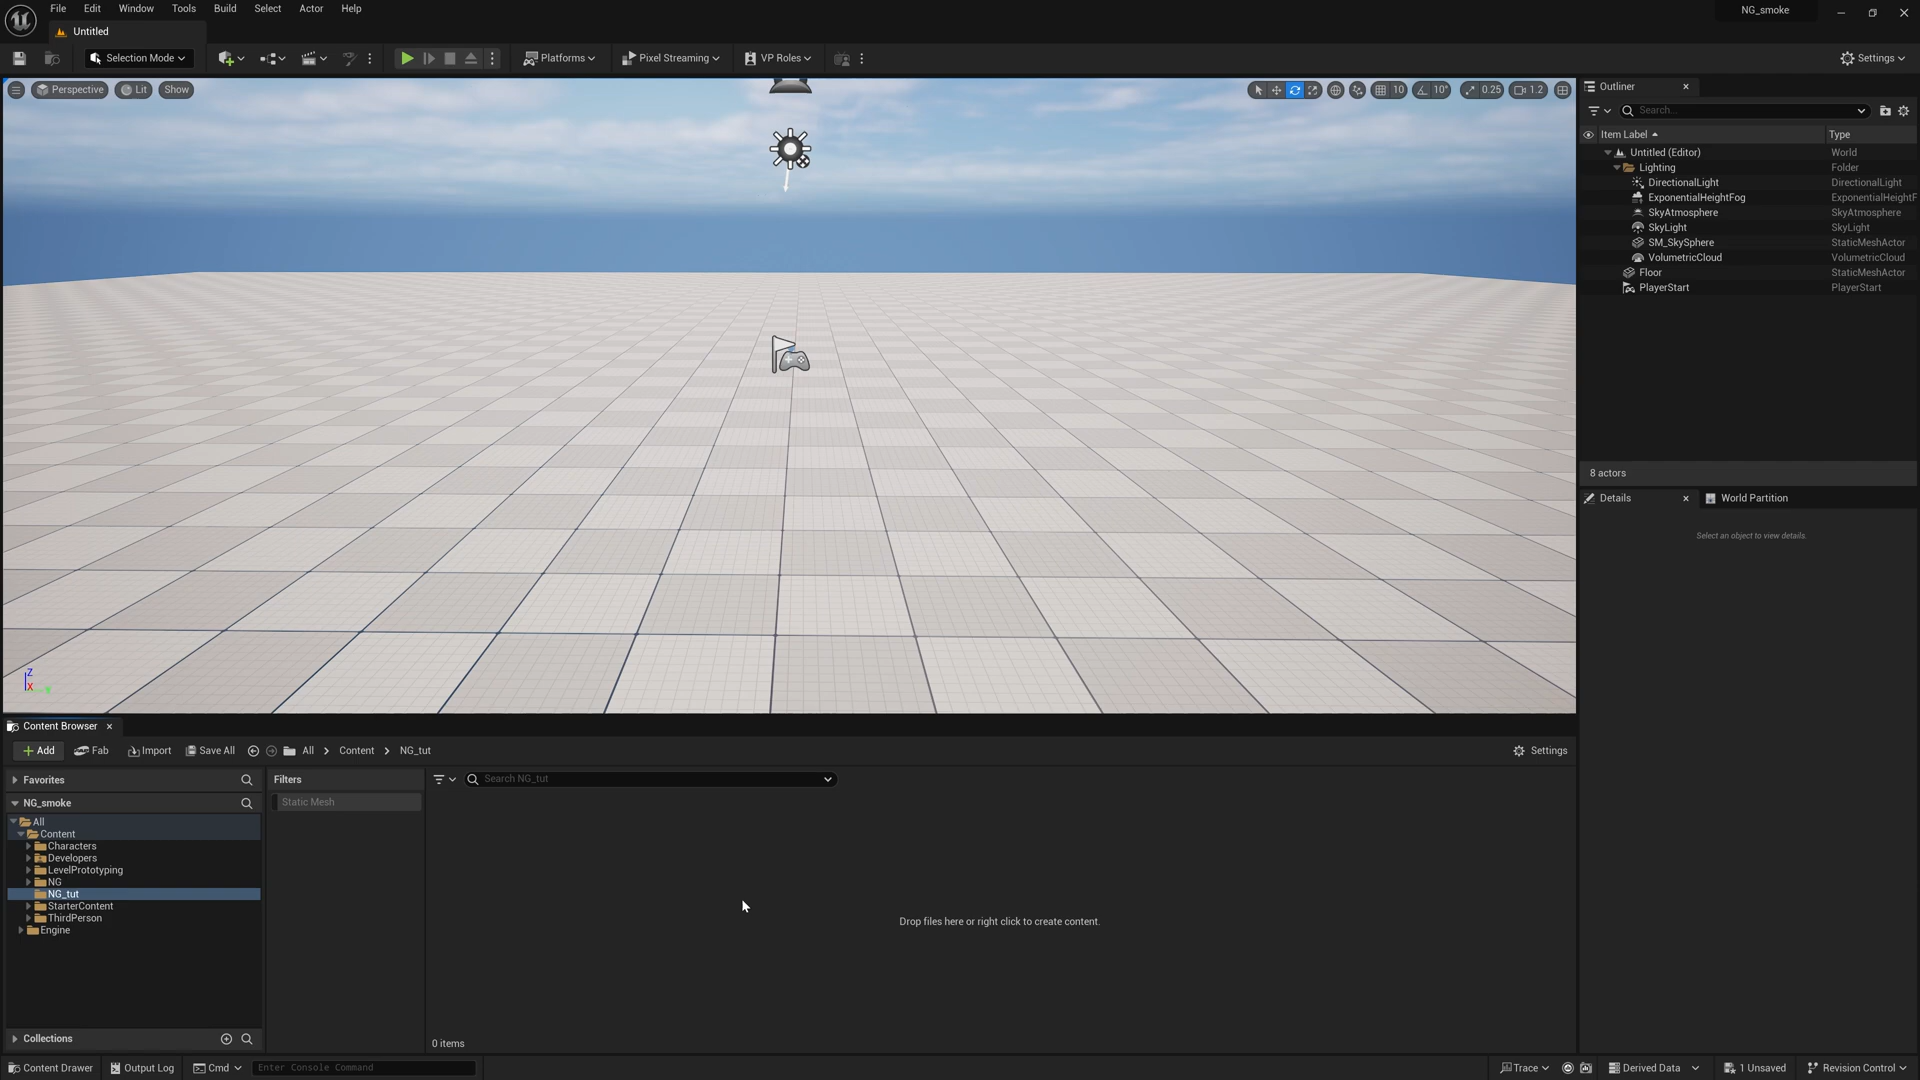 File Edit Window Tools Build Select Actor Help
NG_smoke
Untitled
Selection Mode
Platforms
Pixel Streaming
VP Roles
Settings
Perspective
Lit
Show
10
10°
0.25
1.2
Outliner
Search...
Item Label
Type
Untitled (Editor)
World
Lighting
Folder
DirectionalLight
DirectionalLight
ExponentialHeightFog
ExponentialHeightF
SkyAtmosphere
SkyAtmosphere
SkyLight
SkyLight
SM_SkySphere
StaticMeshActor
VolumetricCloud
VolumetricCloud
Floor
StaticMeshActor
PlayerStart
PlayerStart
8 actors
Details
World Partition
Select an object to view details.
Z
X
Y
Content Browser
Add
Fab
Import
Save All
All
Content
NG_tut
Settings
Favorites
NG_smoke
All
Content
Characters
Developers
LevelPrototyping
NG
NG_tut
StarterContent
ThirdPerson
Engine
Collections
Filters
Static Mesh
Search NG_tut
Drop files here or right click to create content.
0 items
Content Drawer
Output Log
Cmd
Enter Console Command
Trace
Derived Data
1 Unsaved
Revision Control